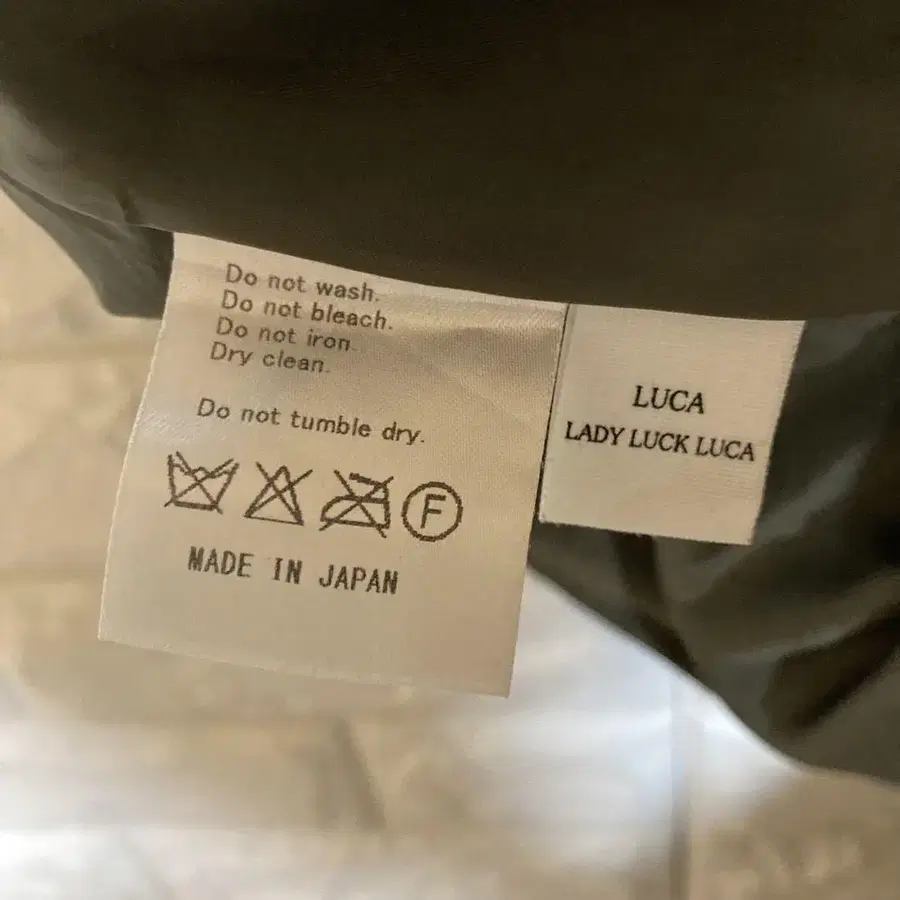 Do not wash.
Do not bleach.
Do not iron.
Dry clean.
Do not tumble dry.
F
MADE IN JAPAN
LUCA
LADY LUCK LUCA